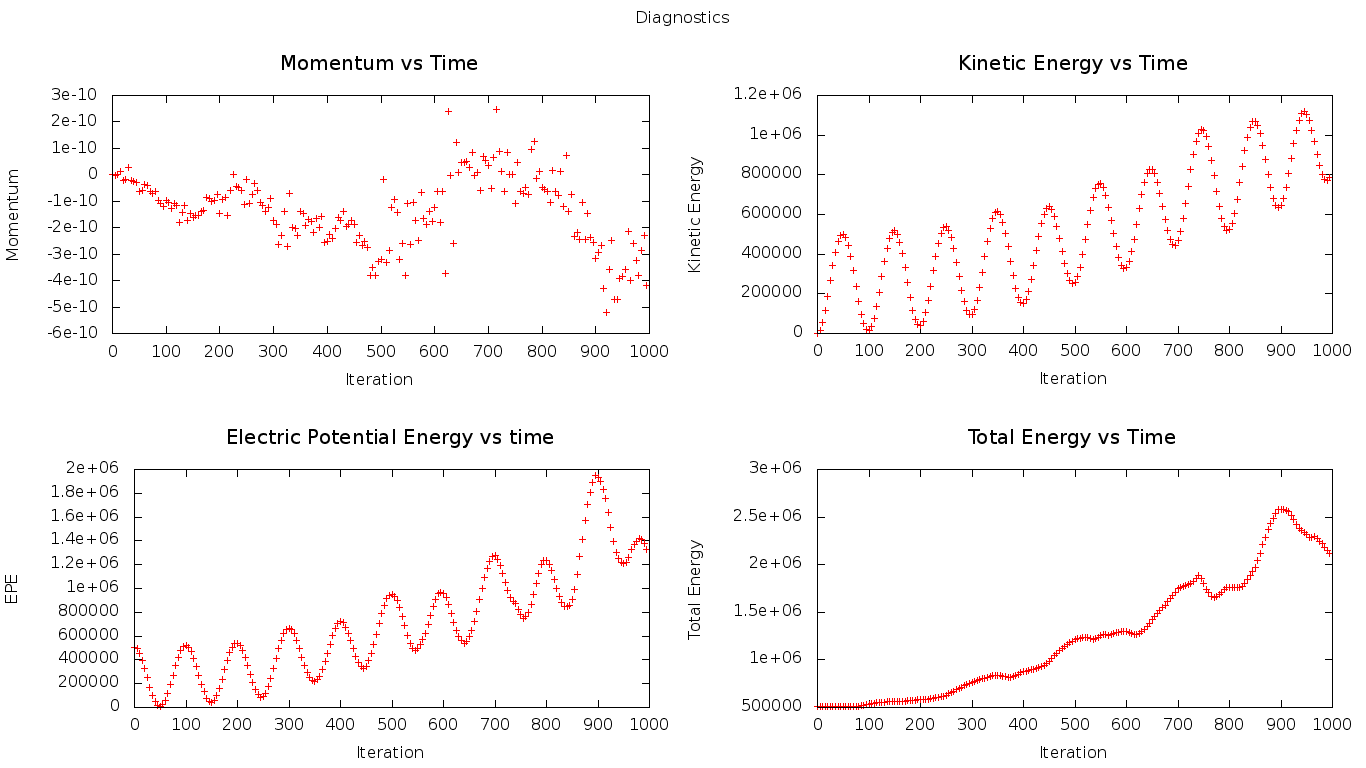 Diagnostics
Momentum vs Time
3e-10
2e-10
1e-10
0
-1e-10
-2e-10
-3e-10
-4e-10
-5e-10
-6e-10
Momentum
0 100 200 300 400 500 600 700 800 900 1000
Iteration
Kinetic Energy vs Time
1.2e+06
1e+06
800000
600000
400000
200000
0
Kinetic Energy
0 100 200 300 400 500 600 700 800 900 1000
Iteration
Electric Potential Energy vs time
2e+06
1.8e+06
1.6e+06
1.4e+06
1.2e+06
1e+06
800000
600000
400000
200000
0
EPE
0 100 200 300 400 500 600 700 800 900 1000
Iteration
Total Energy vs Time
3e+06
2.5e+06
2e+06
1.5e+06
1e+06
500000
Total Energy
0 100 200 300 400 500 600 700 800 900 1000
Iteration